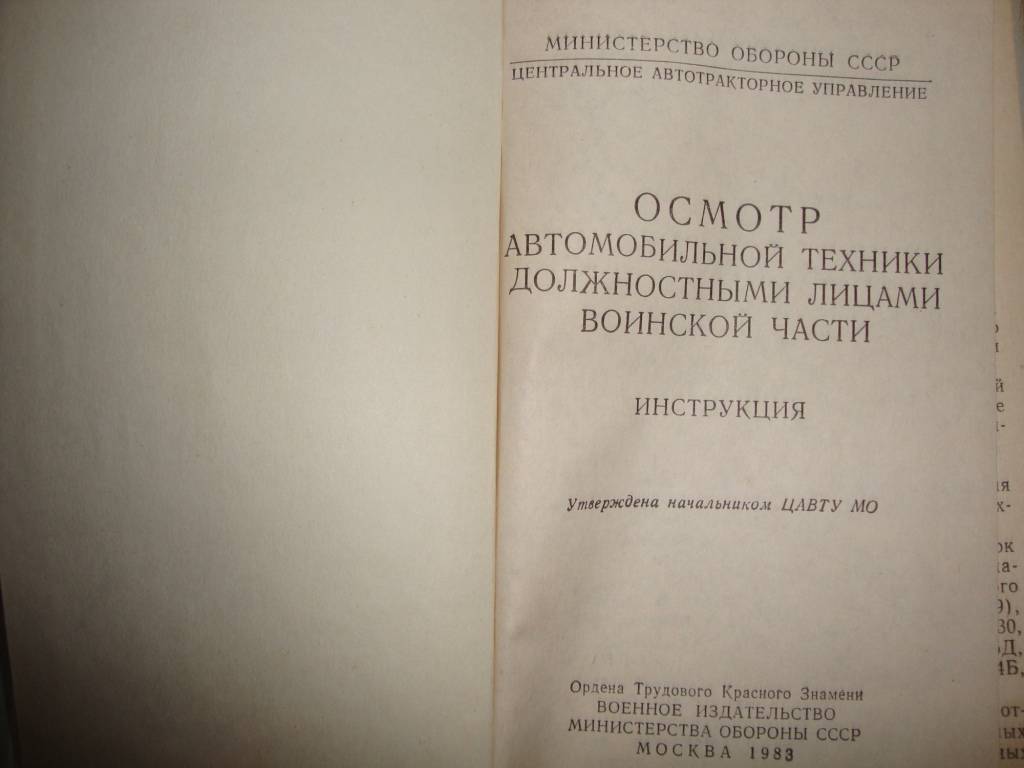 МИНИСТЕРСТВО ОБОРОНЫ СССР
ЦЕНТРАЛЬНОЕ АВТОТРАКТОРНОЕ УПРАВЛЕНИЕ
ОСМОТР
АВТОМОБИЛЬНОЙ ТЕХНИКИ
ДОЛЖНОСТНЫМИ ЛИЦАМИ
ВОИНСКОЙ ЧАСТИ
ИНСТРУКЦИЯ
Утверждена начальником ЦАВТУ МО
Ордена Трудового Красного Знамени
ВОЕННОЕ ИЗДАТЕЛЬСТВО
МИНИСТЕРСТВА ОБОРОНЫ СССР
МОСКВА 1983